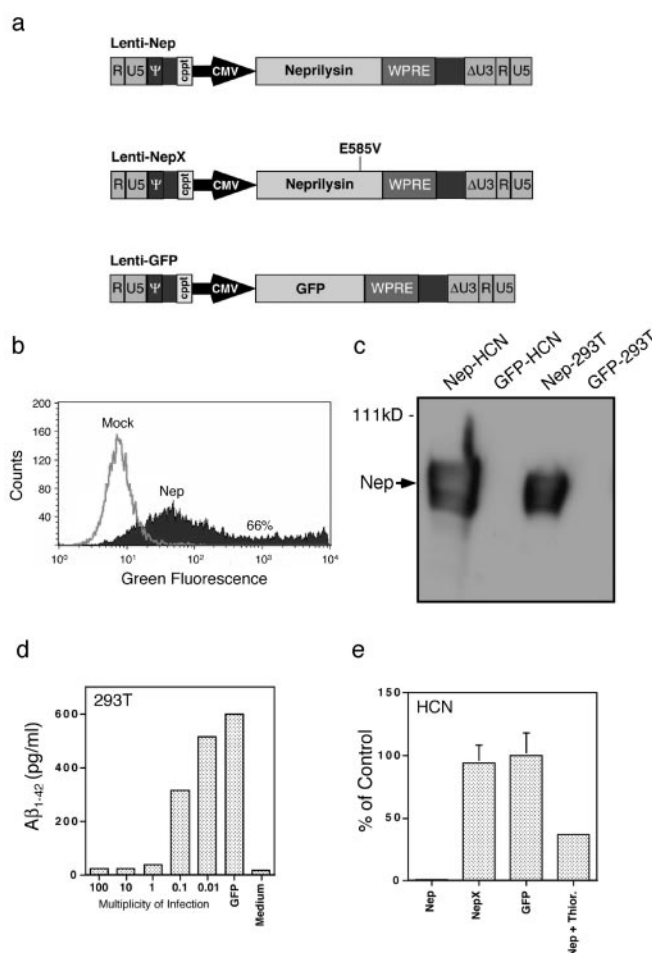 a
Lenti-Nep
R U5 Ψ cppt CMV Neprilysin WPRE ΔU3 R U5
E585V
Lenti-NepX
R U5 Ψ cppt CMV Neprilysin WPRE ΔU3 R U5
Lenti-GFP
R U5 Ψ cppt CMV GFP WPRE ΔU3 R U5
b
200
160
120
80
40
Counts
Mock
Nep
66%
10⁰ 10¹ 10² 10³ 10⁴
Green Fluorescence
c
Nep-HCN GFP-HCN Nep-293T GFP-293T
111kD -
Nep
d
293T
600
400
200
0
Aβ1-42 (pg/ml)
100 10 1 0.1 0.01 GFP Medium
Multiplicity of Infection
e
HCN
150
100
50
0
% of Control
Nep NepX GFP Nep + Thior.